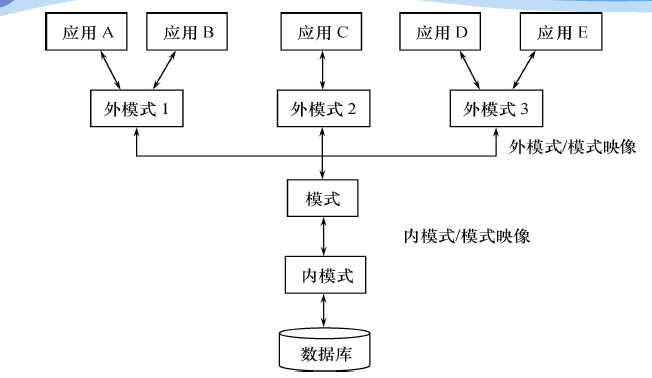 应用 A
应用 B
应用 C
应用 D
应用 E
外模式 1
外模式 2
外模式 3
外模式/模式映像
模式
内模式/模式映像
内模式
数据库